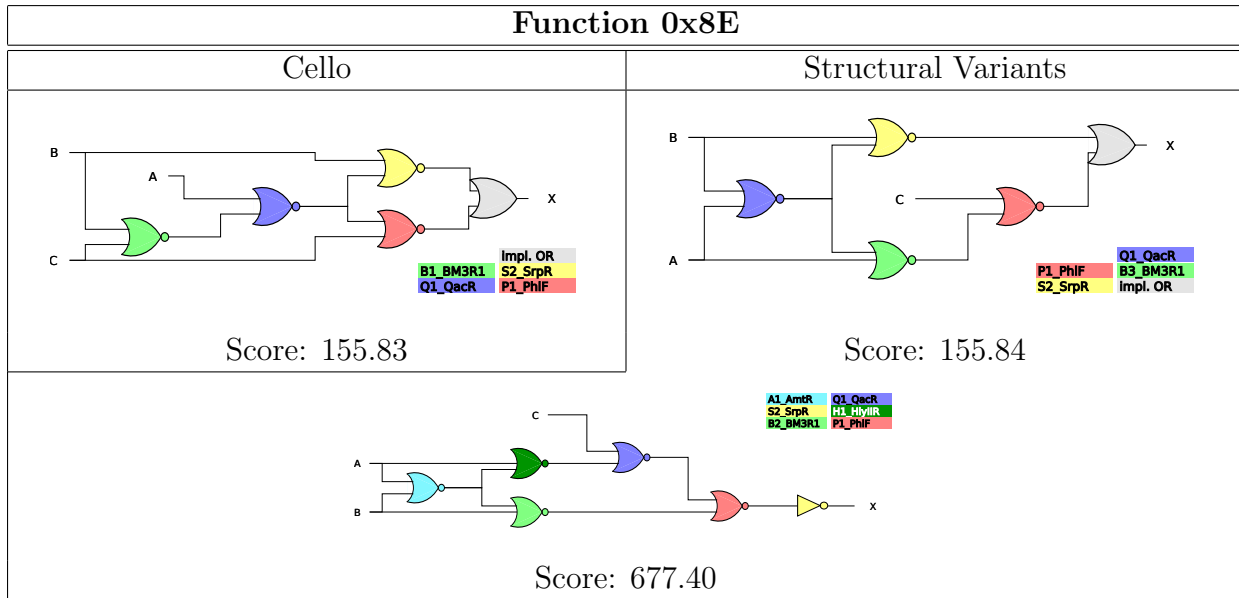 Function 0x8E
Cello
Structural Variants
B
A
C
X
Impl. OR
B1_BM3R1 S2_SrpR
Q1_QacR P1_PhlF
Score: 155.83
B
C
A
X
Q1_QacR
P1_PhlF B3_BM3R1
S2_SrpR Impl. OR
Score: 155.84
A1_AmtR Q1_QacR
S2_SrpR H1_HlyIIR
B2_BM3R1 P1_PhlF
C
A
B
X
Score: 677.40